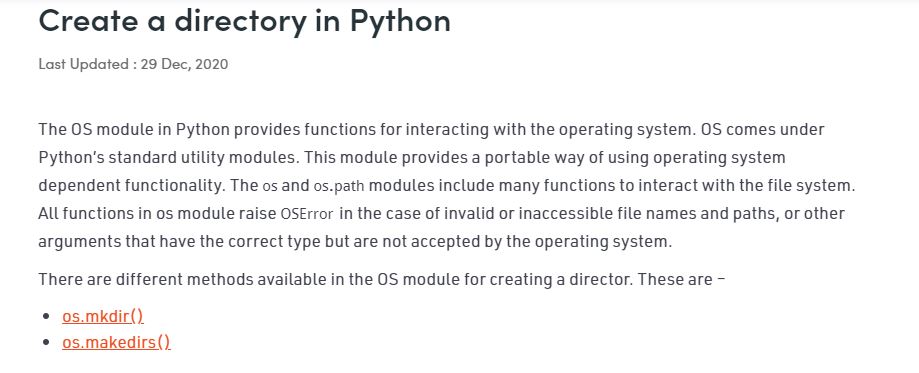 Create a directory in Python
Last Updated : 29 Dec, 2020
The OS module in Python provides functions for interacting with the operating system. OS comes under
Python’s standard utility modules. This module provides a portable way of using operating system
dependent functionality. The os and os.path modules include many functions to interact with the file system.
All functions in os module raise OSError in the case of invalid or inaccessible file names and paths, or other
arguments that have the correct type but are not accepted by the operating system.
There are different methods available in the OS module for creating a director. These are –
• os.mkdir()
• os.makedirs()